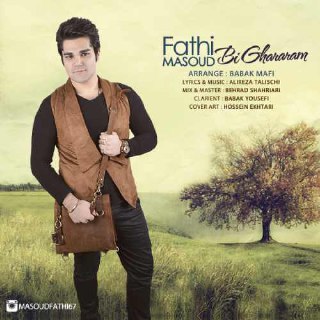 Fathi
MASOUD Bi Ghararam
ARRANGE : BABAK MAFI
LYRICS & MUSIC : ALIREZA TALISCHI
MIX & MASTER : BEHRAD SHAHRIARI
CLARIENT : BABAK YOUSEFI
COVER ART : HOSSEIN EKHTARI
MASOUDFATHI67